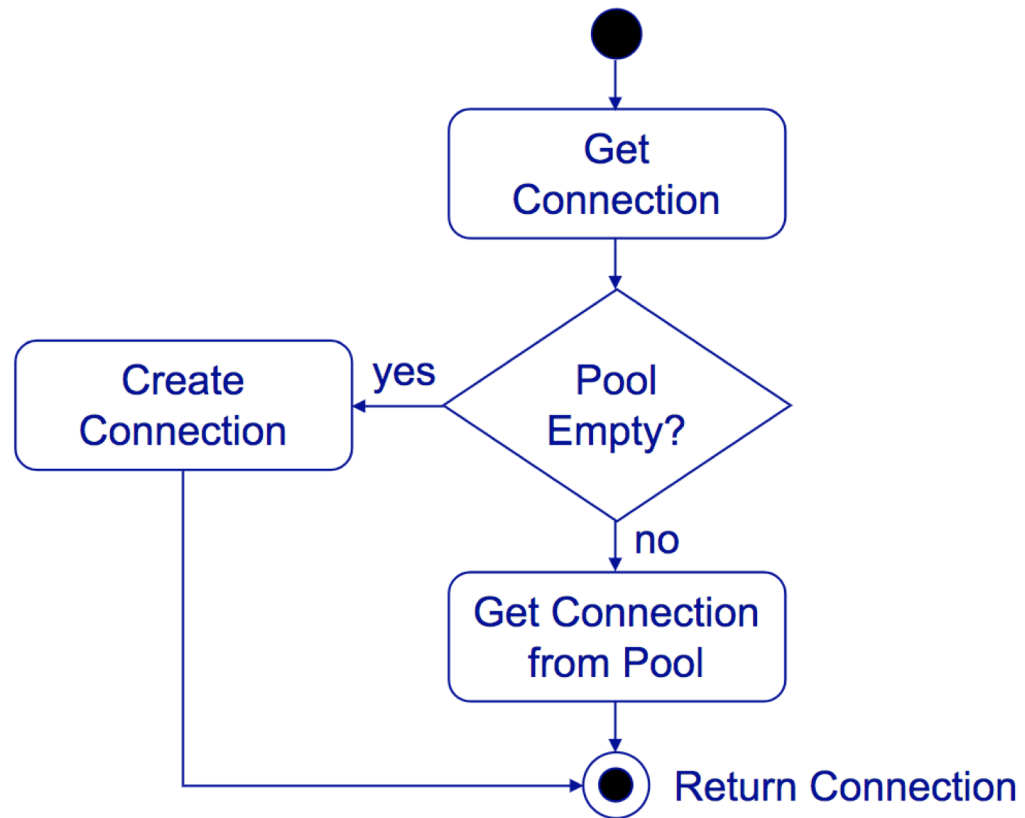 Get
Connection
Pool
Empty?
yes
Create
Connection
no
Get Connection
from Pool
Return Connection